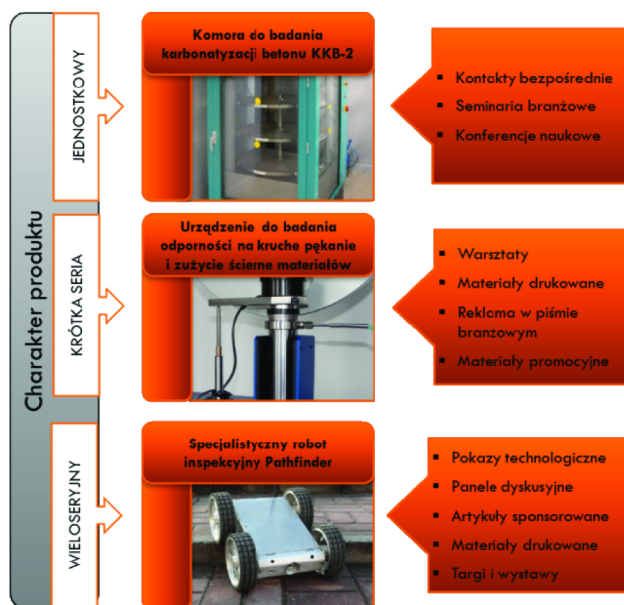 Charakter produktu
JEDNOSTKOWY
Komora do badania
karbonatyzacji betonu KKB-2
▪ Kontakty bezpośrednie
▪ Seminaria branżowe
▪ Konferencje naukowe
KRÓTKA SERIA
Urządzenie do badania
odporności na kruche pękanie
i zużycie ścierne materiałów
▪ Warsztaty
▪ Materiały drukowane
▪ Reklama w piśmie
branżowym
▪ Materiały promocyjne
WIELOSERYJNY
Specjalistyczny robot
inspekcyjny Pathfinder
▪ Pokazy technologiczne
▪ Panele dyskusyjne
▪ Artykuły sponsorowane
▪ Materiały drukowane
▪ Targi i wystawy